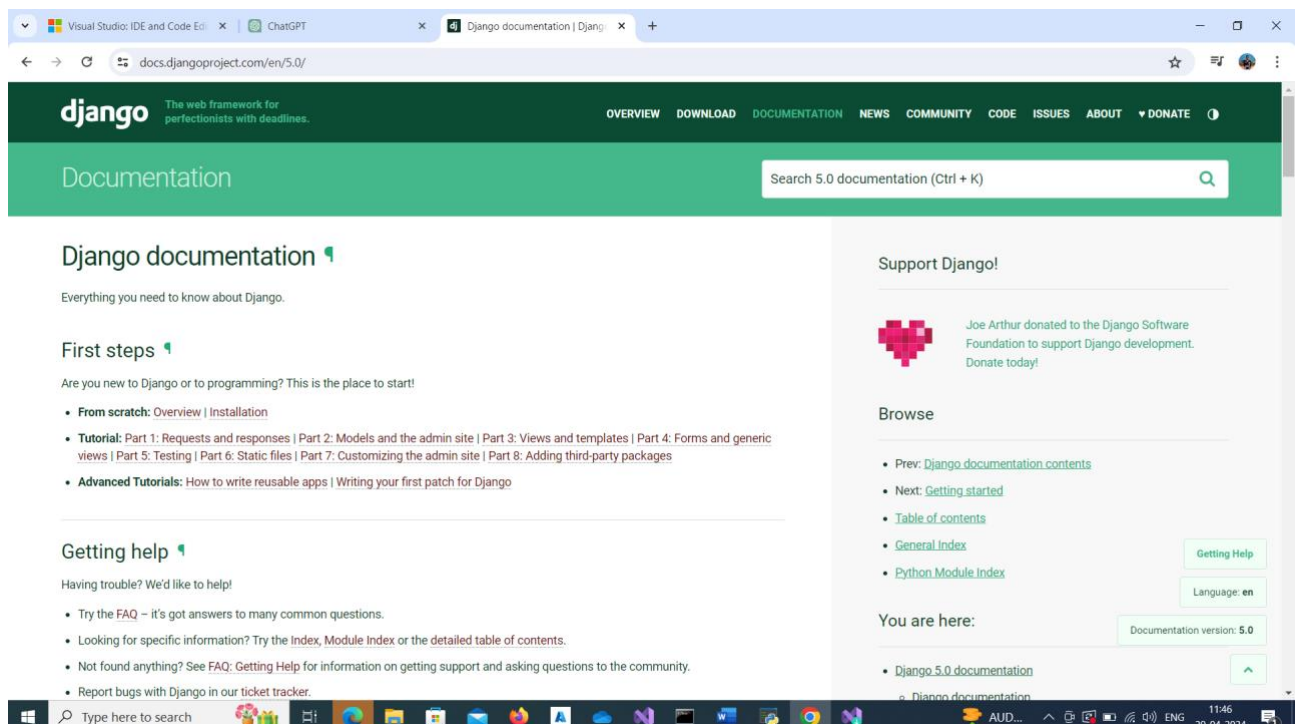 Visual Studio: IDE and Code Edi
ChatGPT
Django documentation | Djang
docs.djangoproject.com/en/5.0/
django
The web framework for
perfectionists with deadlines.
OVERVIEW DOWNLOAD DOCUMENTATION NEWS COMMUNITY CODE ISSUES ABOUT ♥ DONATE
Documentation
Search 5.0 documentation (Ctrl + K)
Django documentation ¶
Everything you need to know about Django.
First steps ¶
Are you new to Django or to programming? This is the place to start!
• From scratch: Overview | Installation
• Tutorial: Part 1: Requests and responses | Part 2: Models and the admin site | Part 3: Views and templates | Part 4: Forms and generic
views | Part 5: Testing | Part 6: Static files | Part 7: Customizing the admin site | Part 8: Adding third-party packages
• Advanced Tutorials: How to write reusable apps | Writing your first patch for Django
Getting help ¶
Having trouble? We'd like to help!
• Try the FAQ – it's got answers to many common questions.
• Looking for specific information? Try the Index, Module Index or the detailed table of contents.
• Not found anything? See FAQ: Getting Help for information on getting support and asking questions to the community.
• Report bugs with Django in our ticket tracker.
Support Django!
Joe Arthur donated to the Django Software
Foundation to support Django development.
Donate today!
Browse
• Prev: Django documentation contents
• Next: Getting started
• Table of contents
• General Index
• Python Module Index
You are here:
• Django 5.0 documentation
Django documentation
Getting Help
Language: en
Documentation version: 5.0
Type here to search
AUD...
ENG
11:46